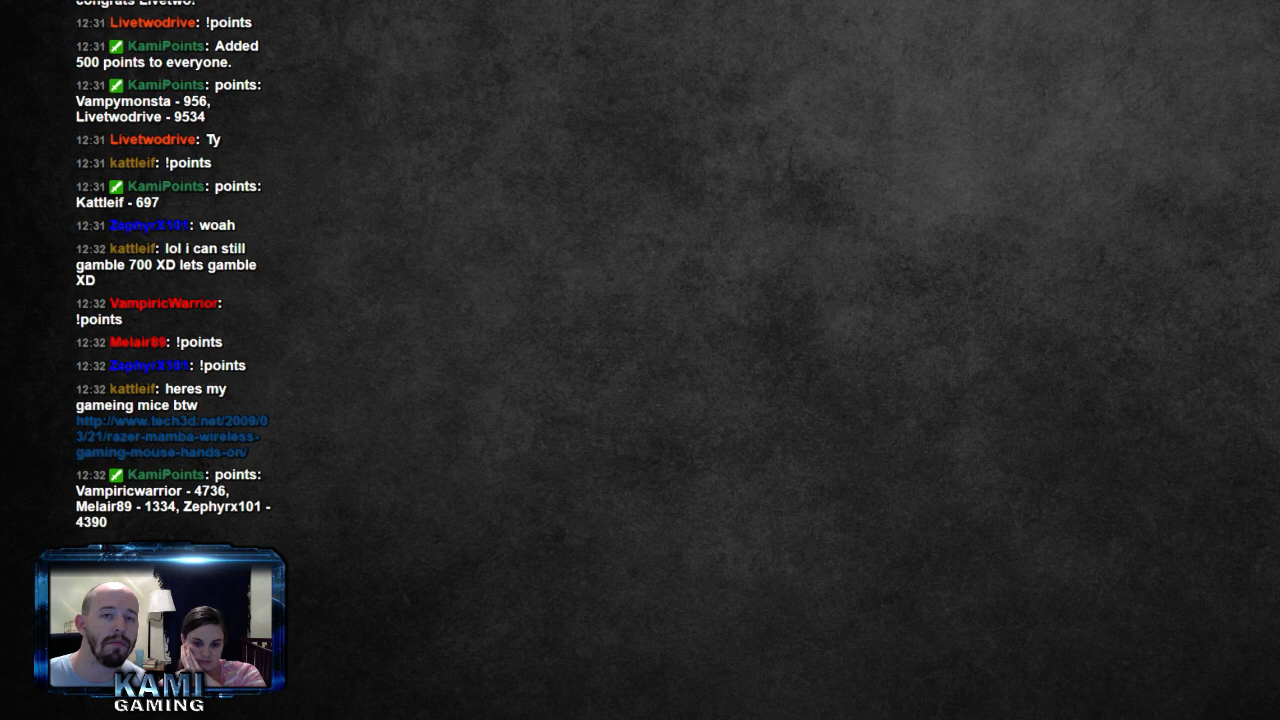 congrats Livetwo!
12:31 Livetwodrive: !points
12:31 KamiPoints: Added
500 points to everyone.
12:31 KamiPoints: points:
Vampymonsta - 956,
Livetwodrive - 9534
12:31 Livetwodrive: Ty
12:31 kattleif: !points
12:31 KamiPoints: points:
Kattleif - 697
12:31 ZephyrX101: woah
12:32 kattleif: lol i can still
gamble 700 XD lets gamble
XD
12:32 VampiricWarrior:
!points
12:32 Melair89: !points
12:32 ZephyrX101: !points
12:32 kattleif: heres my
gameing mice btw
http://www.tech3d.net/2009/0
3/21/razer-mamba-wireless-
gaming-mouse-hands-on/
12:32 KamiPoints: points:
Vampiricwarrior - 4736,
Melair89 - 1334, Zephyrx101 -
4390
KAMI
GAMING